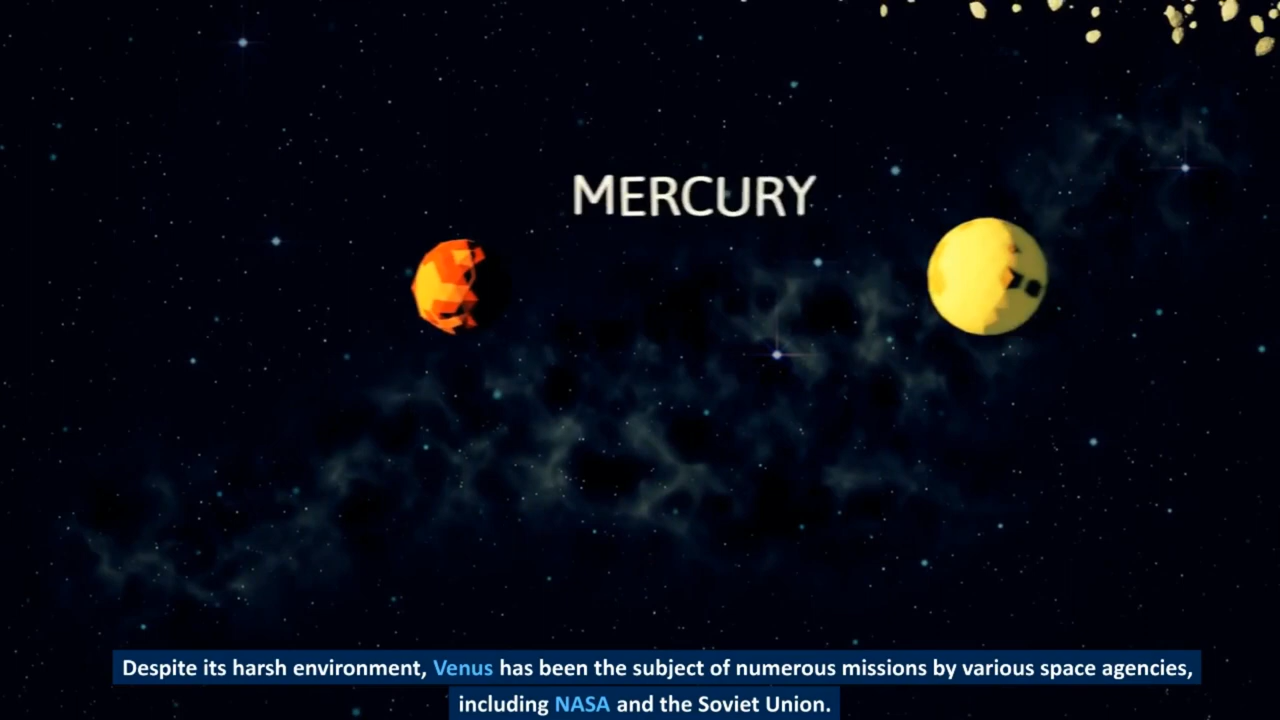 MERCURY
Despite its harsh environment, Venus has been the subject of numerous missions by various space agencies,
including NASA and the Soviet Union.